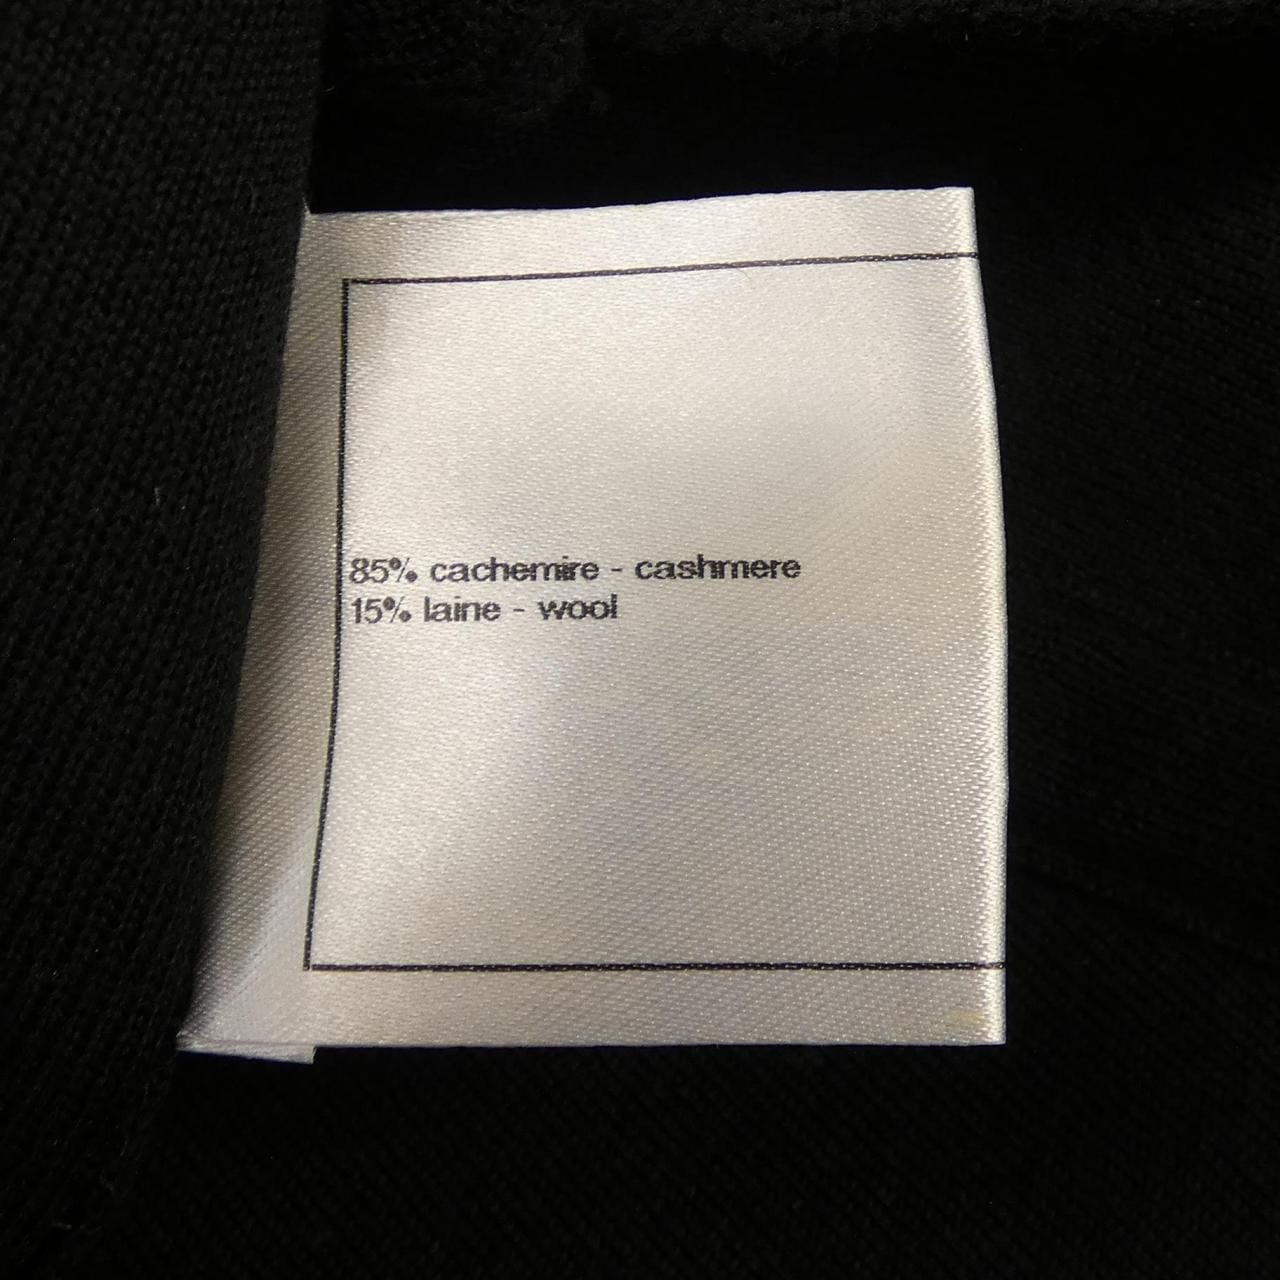 85% cachemire - cashmere
15% laine - wool